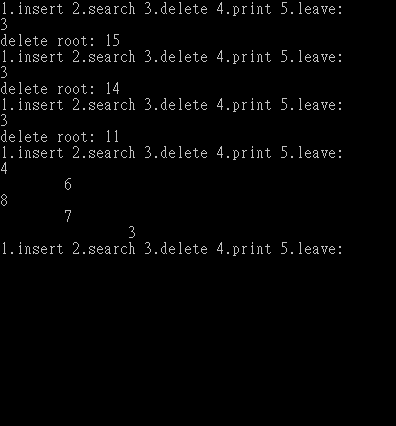 1.insert 2.search 3.delete 4.print 5.leave:
3
delete root: 15
1.insert 2.search 3.delete 4.print 5.leave:
3
delete root: 14
1.insert 2.search 3.delete 4.print 5.leave:
3
delete root: 11
1.insert 2.search 3.delete 4.print 5.leave:
4
6
8
7
3
1.insert 2.search 3.delete 4.print 5.leave: